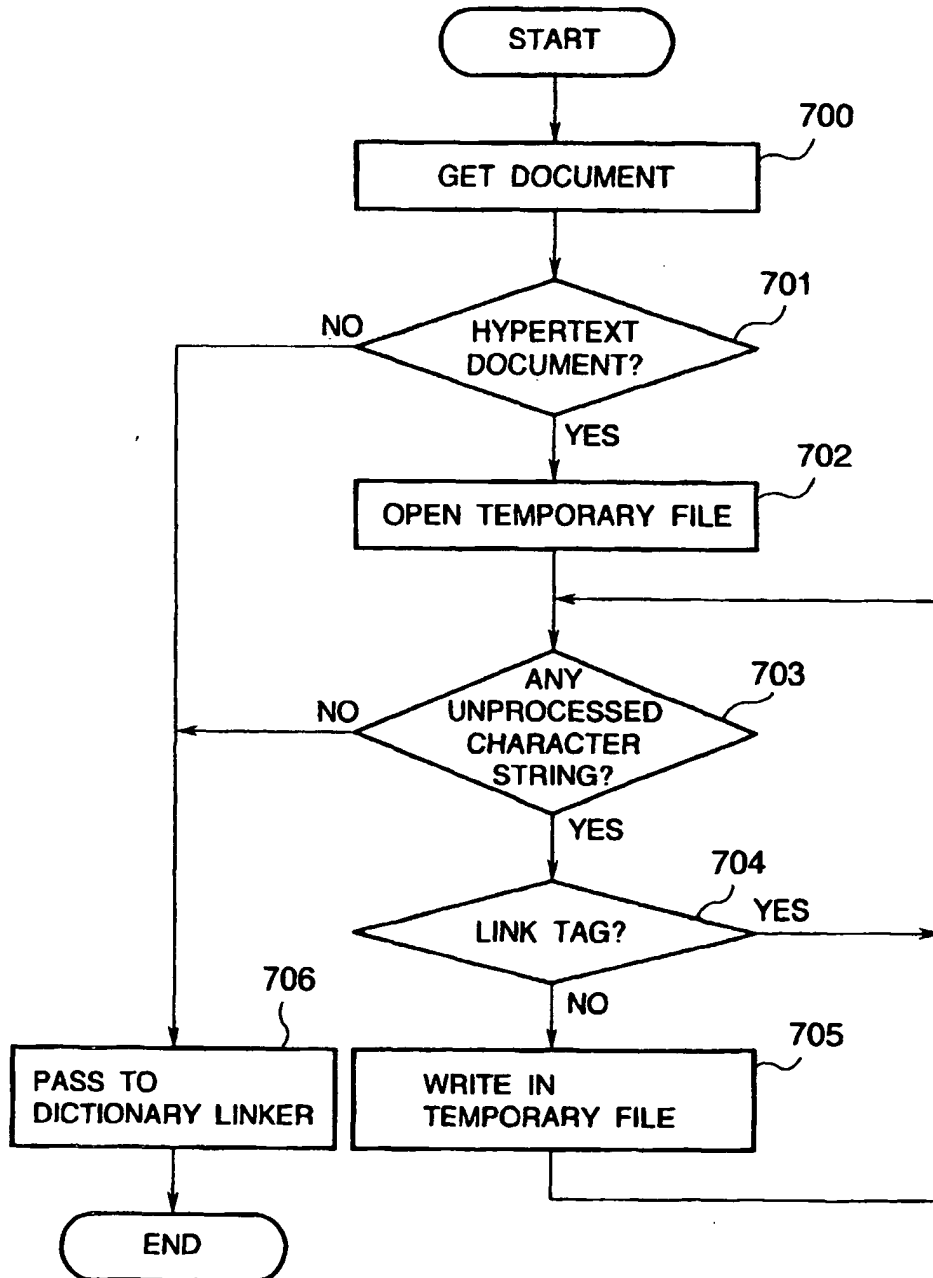 START
700
GET DOCUMENT
701
NO
HYPERTEXT
DOCUMENT?
YES
702
OPEN TEMPORARY FILE
703
NO
ANY
UNPROCESSED
CHARACTER
STRING?
YES
704
LINK TAG?
YES
NO
706
705
PASS TO
DICTIONARY LINKER
WRITE IN
TEMPORARY FILE
END